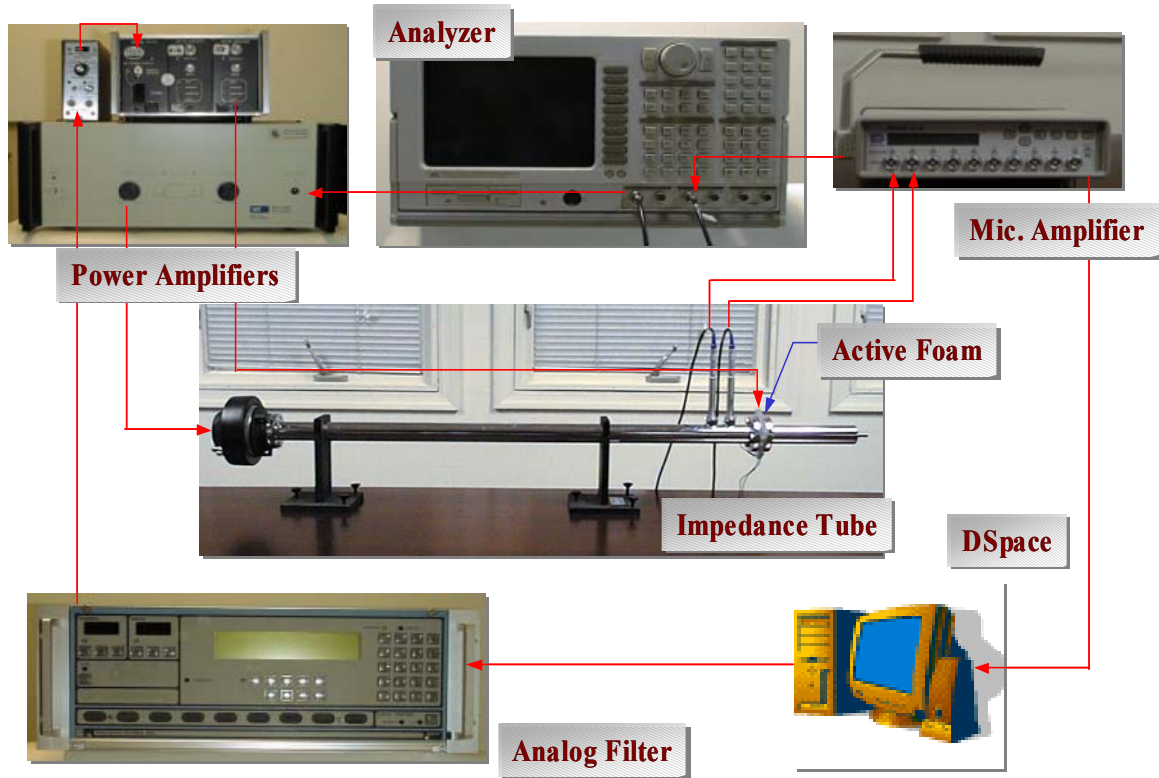 Analyzer
Mic. Amplifier
Power Amplifiers
Active Foam
Impedance Tube
DSpace
Analog Filter